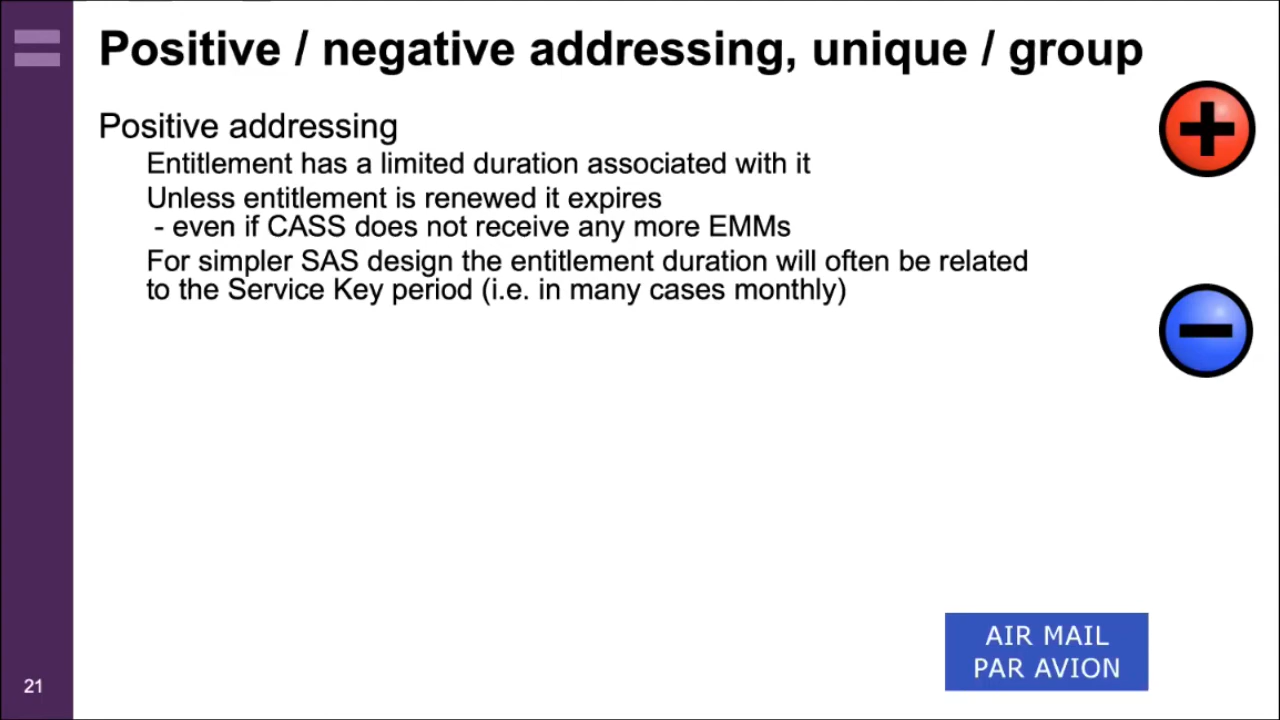 Positive / negative addressing, unique / group
Positive addressing
Entitlement has a limited duration associated with it
Unless entitlement is renewed it expires
- even if CASS does not receive any more EMMs
For simpler SAS design the entitlement duration will often be related
to the Service Key period (i.e. in many cases monthly)
AIR MAIL
PAR AVION
21